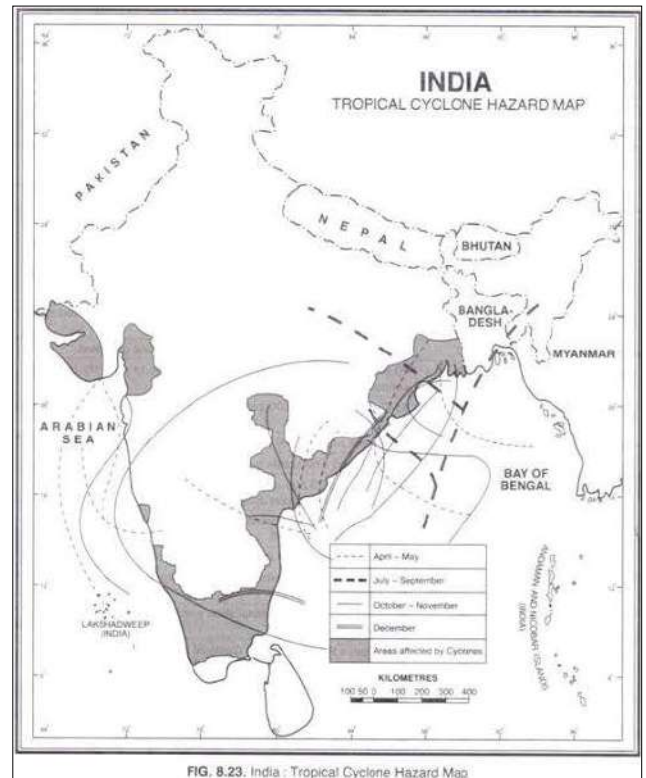 INDIA
TROPICAL CYCLONE HAZARD MAP
PAKISTAN
NEPAL
BHUTAN
BANGLA-
DESH
MYANMAR
ARABIAN
SEA
BAY OF
BENGAL
LAKSHADWEEP
(INDIA)
ANDAMAN AND NICOBAR ISLANDS
(INDIA)
April – May
July – September
October – November
December
Areas affected by Cyclones
KILOMETRES
100 50 0 100 200 300 400
FIG. 8.23. India : Tropical Cyclone Hazard Map